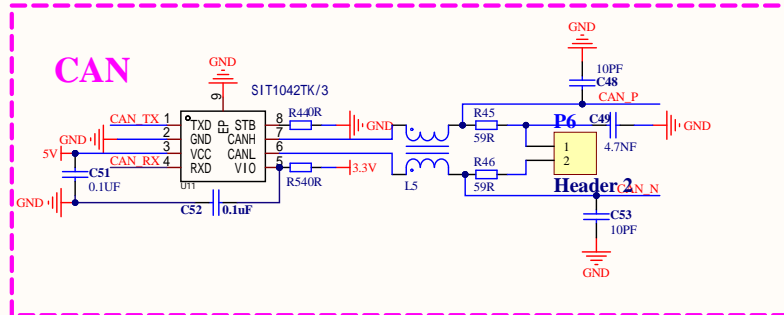 CAN
GND
9
SIT1042TK/3
EP
CAN_TX
1
TXD
GND
2
GND
5V
3
VCC
CAN_RX
4
RXD
U11
STB
8
CANH
7
CANL
6
VIO
5
R44
0R
GND
R54
0R
3.3V
C51
0.1UF
GND
C52
0.1uF
L5
R45
59R
R46
59R
GND
10PF
C48
CAN_P
P6
1
2
Header 2
C49
4.7NF
GND
CAN_N
C53
10PF
GND